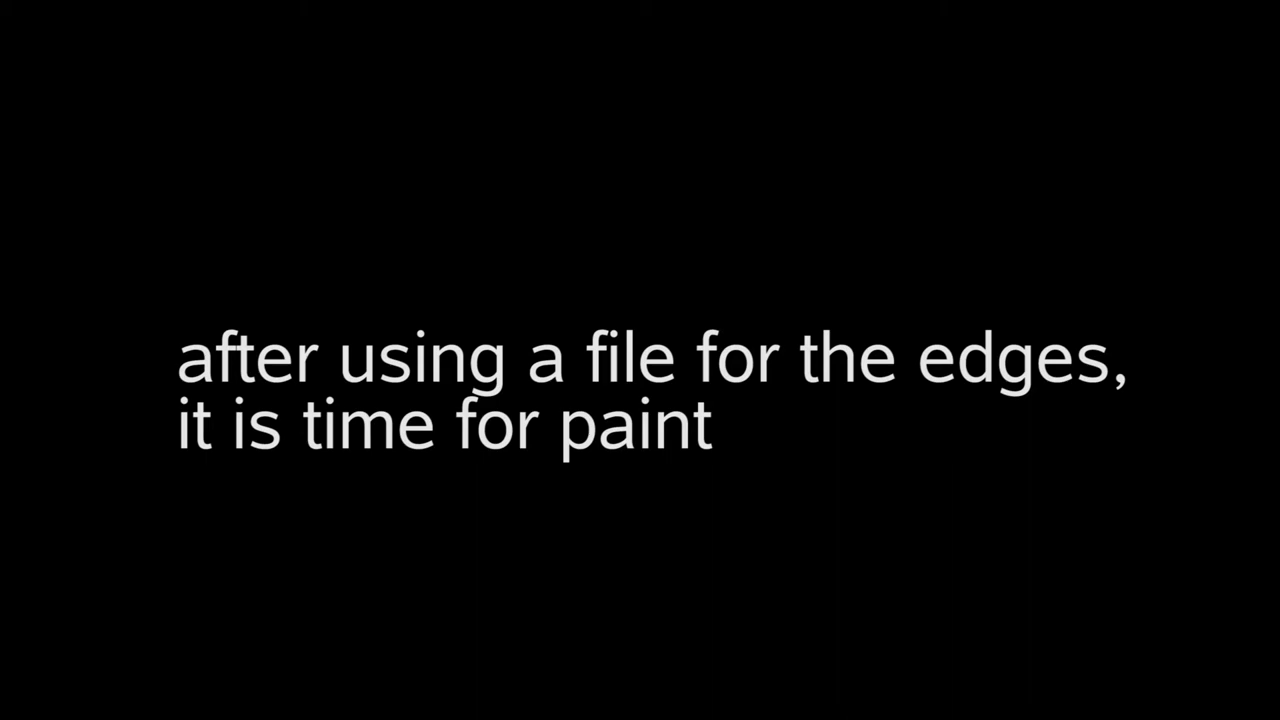 after using a file for the edges,
it is time for paint